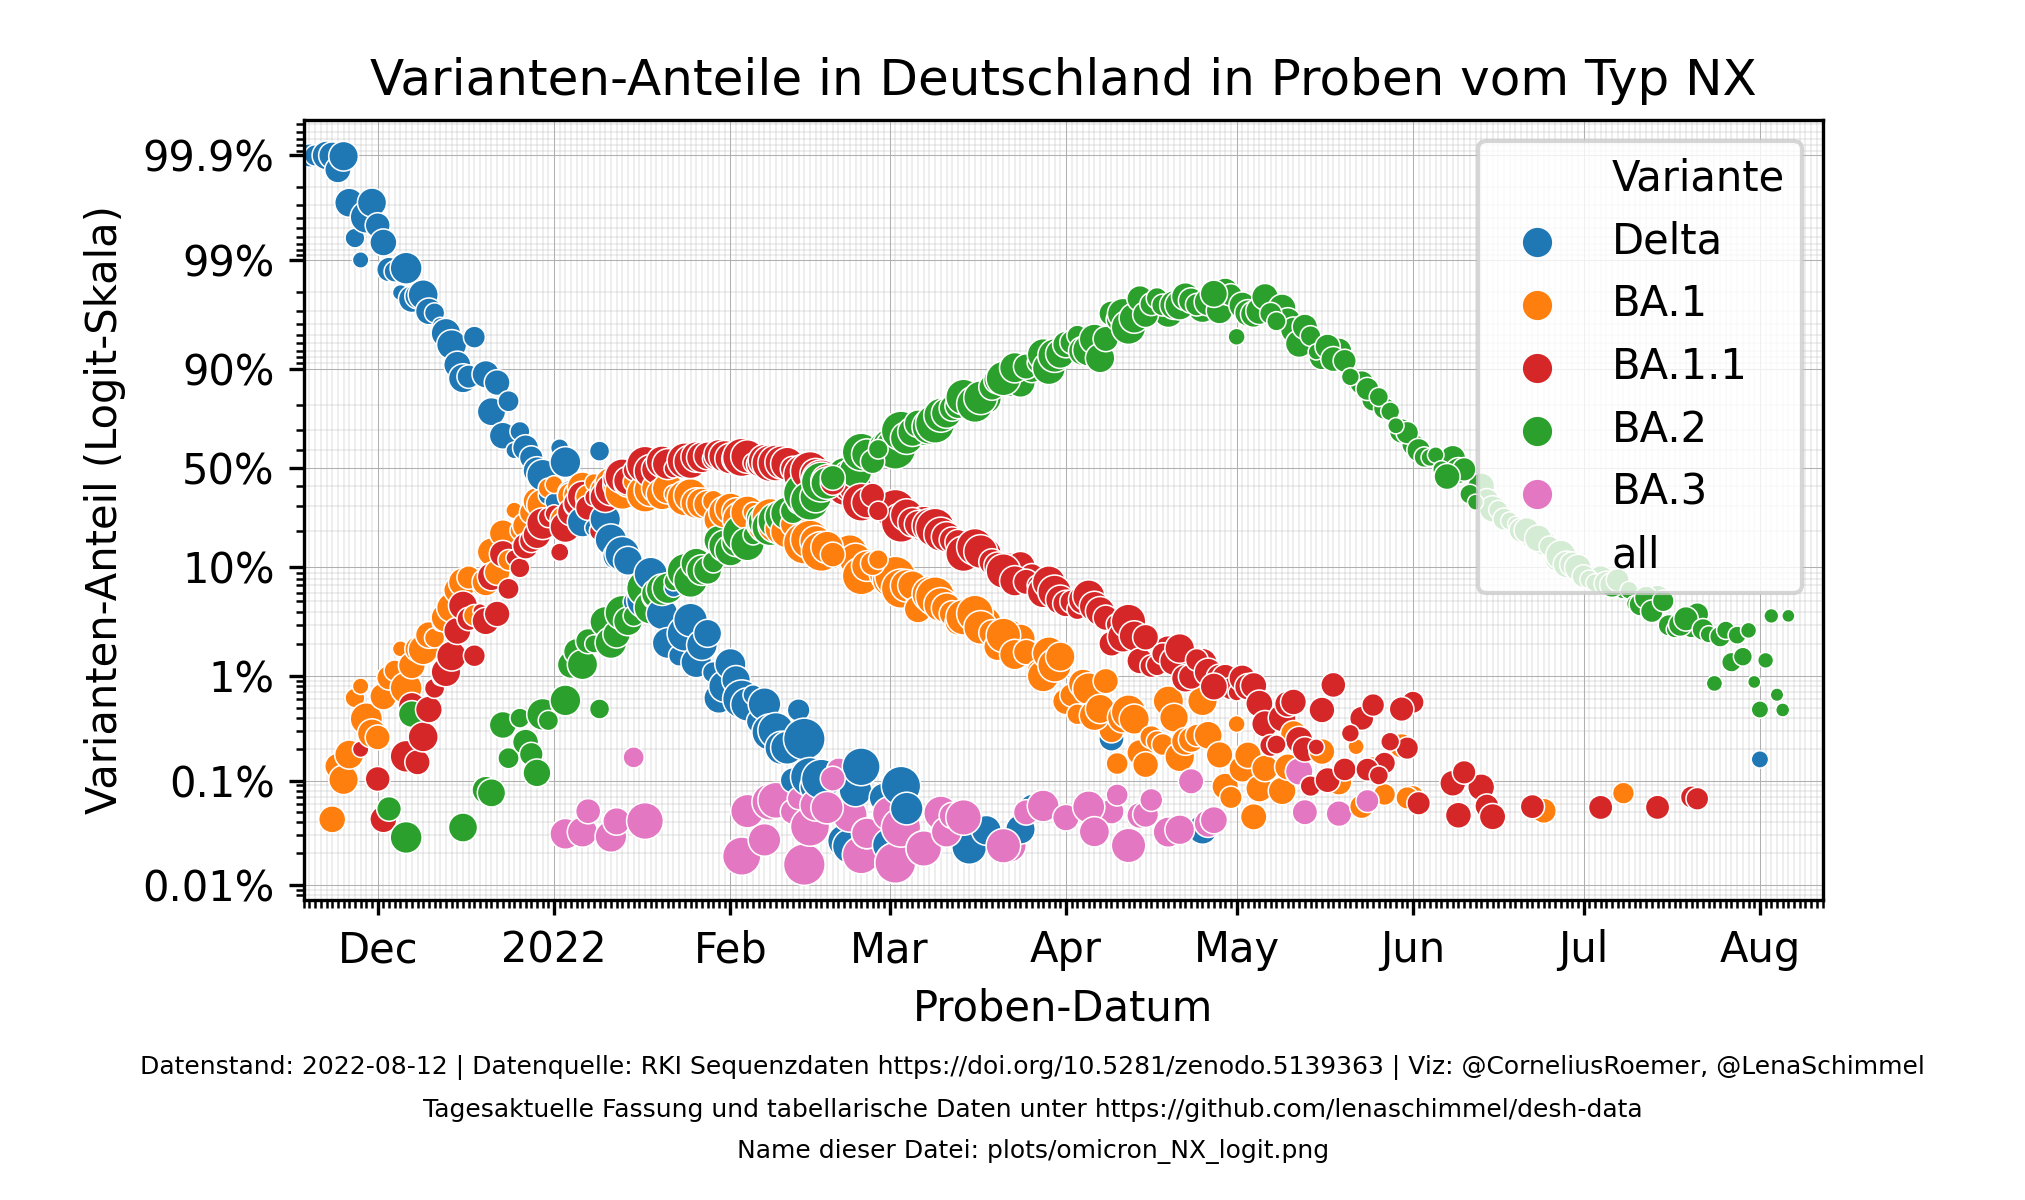 Varianten-Anteile in Deutschland in Proben vom Typ NX
Varianten-Anteil (Logit-Skala)
99.9%
99%
90%
50%
10%
1%
0.1%
0.01%
Variante
Delta
BA.1
BA.1.1
BA.2
BA.3
all
Dec 2022 Feb Mar Apr May Jun Jul Aug
Proben-Datum
Datenstand: 2022-08-12 | Datenquelle: RKI Sequenzdaten https://doi.org/10.5281/zenodo.5139363 | Viz: @CorneliusRoemer, @LenaSchimmel
Tagesaktuelle Fassung und tabellarische Daten unter https://github.com/lenaschimmel/desh-data
Name dieser Datei: plots/omicron_NX_logit.png